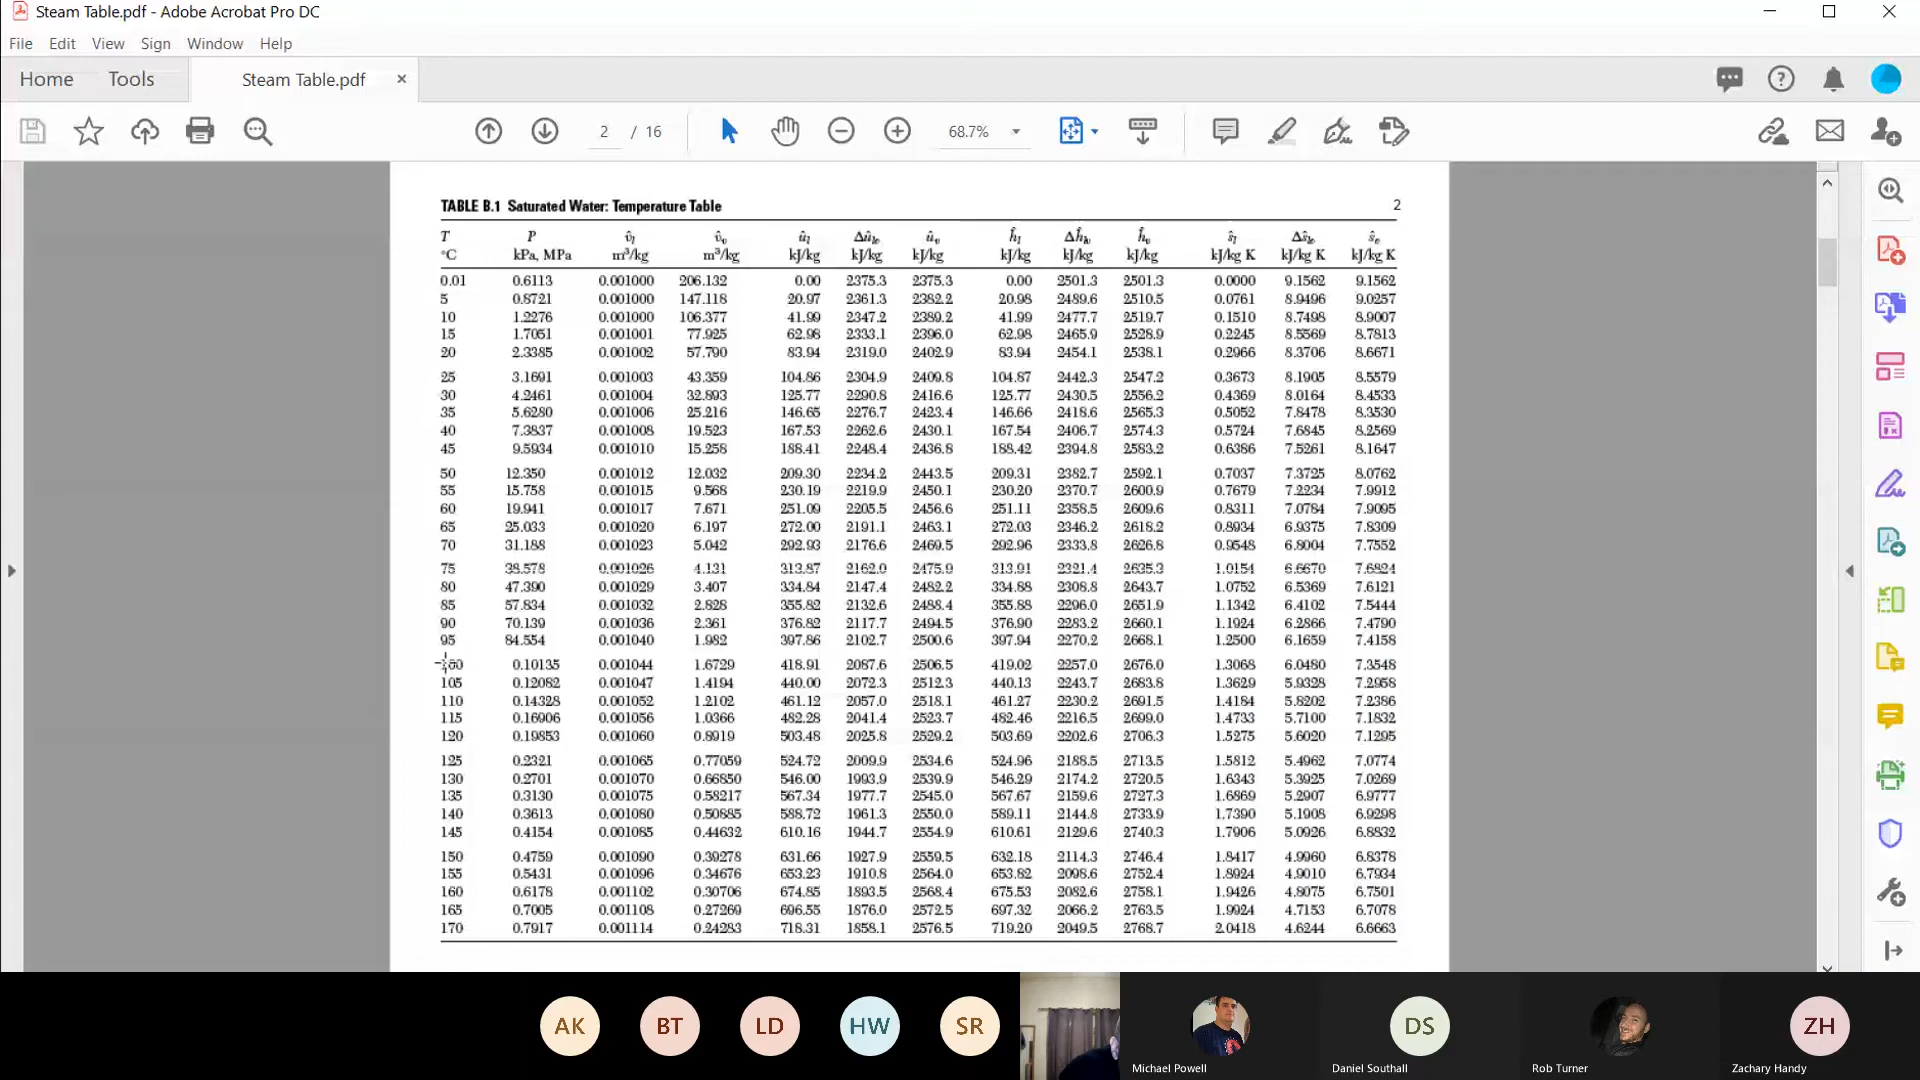 Steam Table.pdf - Adobe Acrobat Pro DC
File Edit View Sign Window Help
Home Tools Steam Table.pdf
2 / 16 68.7%
TABLE B.1 Saturated Water: Temperature Table 2
T P v̂l v̂v ûl Δûlv ûv ĥl Δĥlv ĥv ŝl Δŝlv ŝv
°C kPa, MPa m³/kg m³/kg kJ/kg kJ/kg kJ/kg kJ/kg kJ/kg kJ/kg kJ/kg K kJ/kg K kJ/kg K
0.01 0.6113 0.001000 206.132 0.00 2375.3 2375.3 0.00 2501.3 2501.3 0.0000 9.1562 9.1562
5 0.8721 0.001000 147.118 20.97 2361.3 2382.2 20.98 2489.6 2510.5 0.0761 8.9496 9.0257
10 1.2276 0.001000 106.377 41.99 2347.2 2389.2 41.99 2477.7 2519.7 0.1510 8.7498 8.9007
15 1.7051 0.001001 77.925 62.98 2333.1 2396.0 62.98 2465.9 2528.9 0.2245 8.5569 8.7813
20 2.3385 0.001002 57.790 83.94 2319.0 2402.9 83.94 2454.1 2538.1 0.2966 8.3706 8.6671
25 3.1691 0.001003 43.359 104.86 2304.9 2409.8 104.87 2442.3 2547.2 0.3673 8.1905 8.5579
30 4.2461 0.001004 32.893 125.77 2290.8 2416.6 125.77 2430.5 2556.2 0.4369 8.0164 8.4533
35 5.6280 0.001006 25.216 146.65 2276.7 2423.4 146.66 2418.6 2565.3 0.5052 7.8478 8.3530
40 7.3837 0.001008 19.523 167.53 2262.6 2430.1 167.54 2406.7 2574.3 0.5724 7.6845 8.2569
45 9.5934 0.001010 15.258 188.41 2248.4 2436.8 188.42 2394.8 2583.2 0.6386 7.5261 8.1647
50 12.350 0.001012 12.032 209.30 2234.2 2443.5 209.31 2382.7 2592.1 0.7037 7.3725 8.0762
55 15.758 0.001015 9.568 230.19 2219.9 2450.1 230.20 2370.7 2600.9 0.7679 7.2234 7.9912
60 19.941 0.001017 7.671 251.09 2205.5 2456.6 251.11 2358.5 2609.6 0.8311 7.0784 7.9095
65 25.033 0.001020 6.197 272.00 2191.1 2463.1 272.03 2346.2 2618.2 0.8934 6.9375 7.8309
70 31.188 0.001023 5.042 292.93 2176.6 2469.5 292.96 2333.8 2626.8 0.9548 6.8004 7.7552
75 38.578 0.001026 4.131 313.87 2162.0 2475.9 313.91 2321.4 2635.3 1.0154 6.6670 7.6824
80 47.390 0.001029 3.407 334.84 2147.4 2482.2 334.88 2308.8 2643.7 1.0752 6.5369 7.6121
85 57.834 0.001032 2.828 355.82 2132.6 2488.4 355.88 2296.0 2651.9 1.1342 6.4102 7.5444
90 70.139 0.001036 2.361 376.82 2117.7 2494.5 376.90 2283.2 2660.1 1.1924 6.2866 7.4790
95 84.554 0.001040 1.982 397.86 2102.7 2500.6 397.94 2270.2 2668.1 1.2500 6.1659 7.4158
100 0.10135 0.001044 1.6729 418.91 2087.6 2506.5 419.02 2257.0 2676.0 1.3068 6.0480 7.3548
105 0.12082 0.001047 1.4194 440.00 2072.3 2512.3 440.13 2243.7 2683.8 1.3629 5.9328 7.2958
110 0.14328 0.001052 1.2102 461.12 2057.0 2518.1 461.27 2230.2 2691.5 1.4184 5.8202 7.2386
115 0.16906 0.001056 1.0366 482.28 2041.4 2523.7 482.46 2216.5 2699.0 1.4733 5.7100 7.1832
120 0.19853 0.001060 0.8919 503.48 2025.8 2529.2 503.69 2202.6 2706.3 1.5275 5.6020 7.1295
125 0.2321 0.001065 0.77059 524.72 2009.9 2534.6 524.96 2188.5 2713.5 1.5812 5.4962 7.0774
130 0.2701 0.001070 0.66850 546.00 1993.9 2539.9 546.29 2174.2 2720.5 1.6343 5.3925 7.0269
135 0.3130 0.001075 0.58217 567.34 1977.7 2545.0 567.67 2159.6 2727.3 1.6869 5.2907 6.9777
140 0.3613 0.001080 0.50885 588.72 1961.3 2550.0 589.11 2144.8 2733.9 1.7390 5.1908 6.9298
145 0.4154 0.001085 0.44632 610.16 1944.7 2554.9 610.61 2129.6 2740.3 1.7906 5.0926 6.8832
150 0.4759 0.001090 0.39278 631.66 1927.9 2559.5 632.18 2114.3 2746.4 1.8417 4.9960 6.8378
155 0.5431 0.001096 0.34676 653.23 1910.8 2564.0 653.82 2098.6 2752.4 1.8924 4.9010 6.7934
160 0.6178 0.001102 0.30706 674.85 1893.5 2568.4 675.53 2082.6 2758.1 1.9426 4.8075 6.7501
165 0.7005 0.001108 0.27269 696.55 1876.0 2572.5 697.32 2066.2 2763.5 1.9924 4.7153 6.7078
170 0.7917 0.001114 0.24283 718.31 1858.1 2576.5 719.20 2049.5 2768.7 2.0418 4.6244 6.6663
AK BT LD HW SR DS ZH
Michael Powell Daniel Southall Rob Turner Zachary Handy